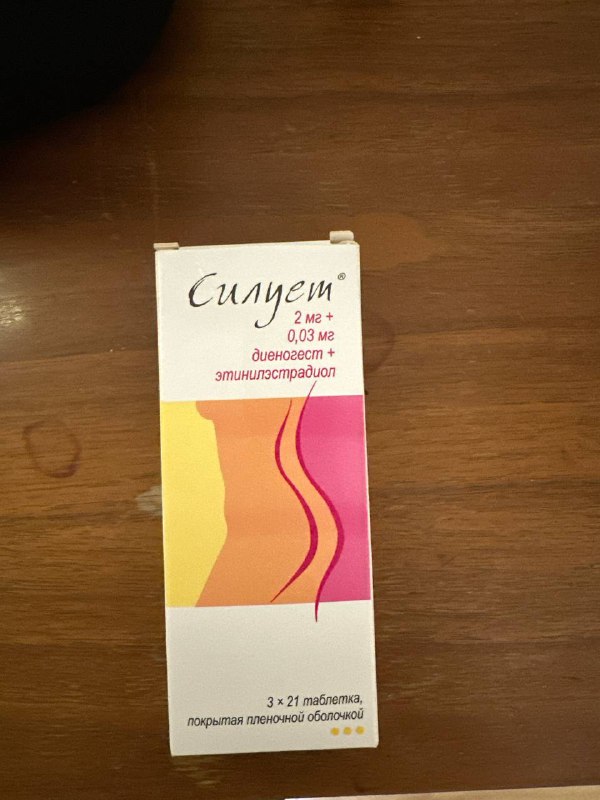 Силует®
2 мг +
0,03 мг
диеногест +
этинилэстрадиол
3 × 21 таблетка,
покрытая пленочной оболочкой